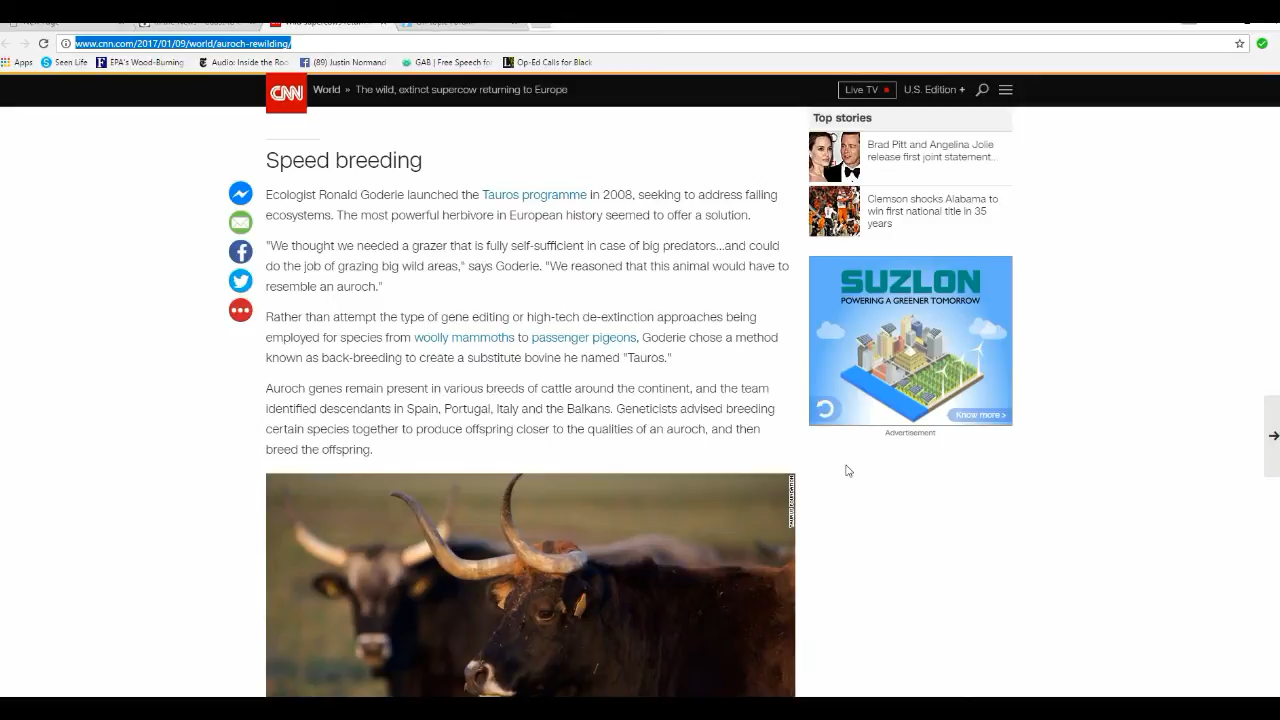 www.cnn.com/2017/01/09/world/auroch-rewilding/
Apps
Seen Life
EPA's Wood-Burning
Audio: Inside the Roo
(89) Justin Normand
GAB | Free Speech for
Op-Ed Calls for Black
CNN
World » The wild, extinct supercow returning to Europe
Live TV
U.S. Edition +
Speed breeding
Ecologist Ronald Goderie launched the Tauros programme in 2008, seeking to address failing
ecosystems. The most powerful herbivore in European history seemed to offer a solution.
"We thought we needed a grazer that is fully self-sufficient in case of big predators...and could
do the job of grazing big wild areas," says Goderie. "We reasoned that this animal would have to
resemble an auroch."
Rather than attempt the type of gene editing or high-tech de-extinction approaches being
employed for species from woolly mammoths to passenger pigeons, Goderie chose a method
known as back-breeding to create a substitute bovine he named "Tauros."
Auroch genes remain present in various breeds of cattle around the continent, and the team
identified descendants in Spain, Portugal, Italy and the Balkans. Geneticists advised breeding
certain species together to produce offspring closer to the qualities of an auroch, and then
breed the offspring.
Top stories
Brad Pitt and Angelina Jolie
release first joint statement...
Clemson shocks Alabama to
win first national title in 35
years
SUZLON
POWERING A GREENER TOMORROW
Know more >
Advertisement